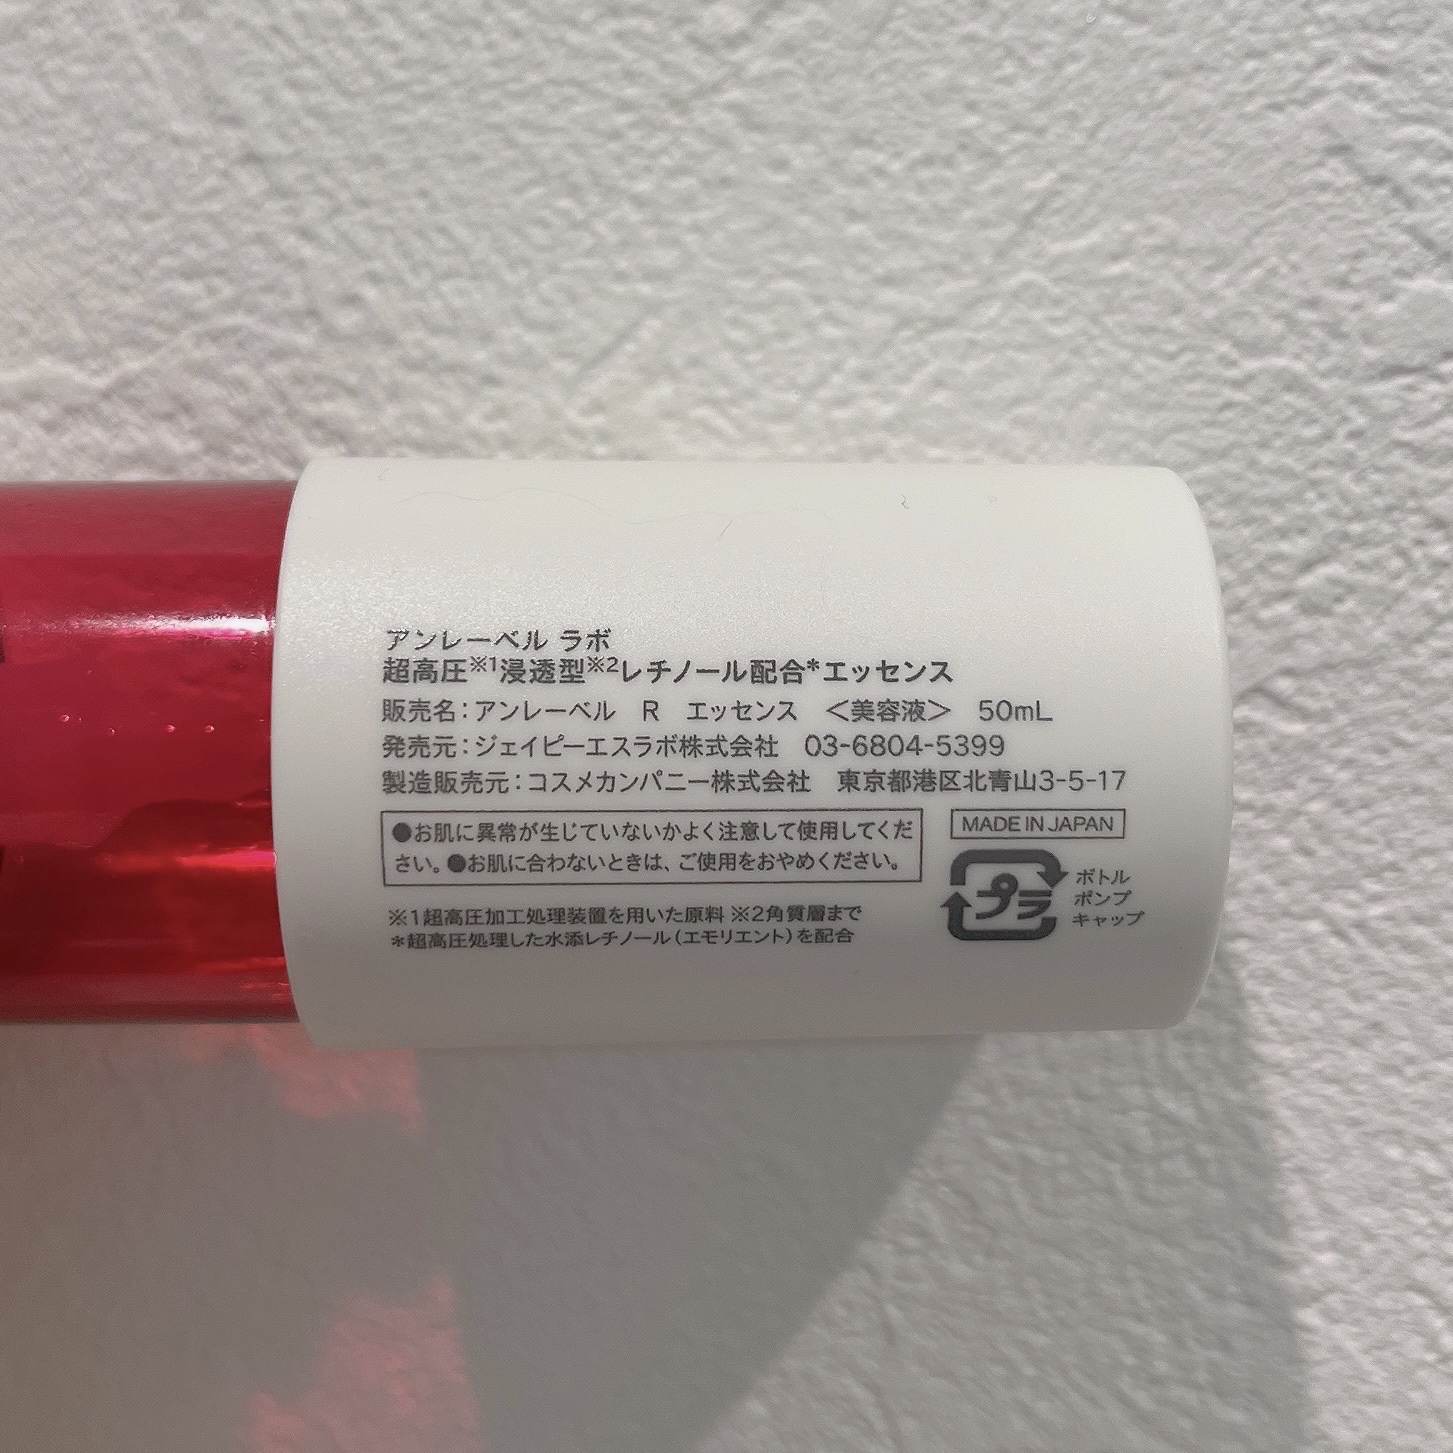 アンレーベル ラボ
超高圧※1浸透型※2レチノール配合*エッセンス
販売名：アンレーベル　R　エッセンス　＜美容液＞　50mL
発売元：ジェイピーエスラボ株式会社　03-6804-5399
製造販売元：コスメカンパニー株式会社　東京都港区北青山3-5-17
●お肌に異常が生じていないかよく注意して使用してくだ
さい。●お肌に合わないときは、ご使用をおやめください。
MADE IN JAPAN
プラ
ボトル
ポンプ
キャップ
※1超高圧加工処理装置を用いた原料 ※2角質層まで
*超高圧処理した水添レチノール（エモリエント）を配合